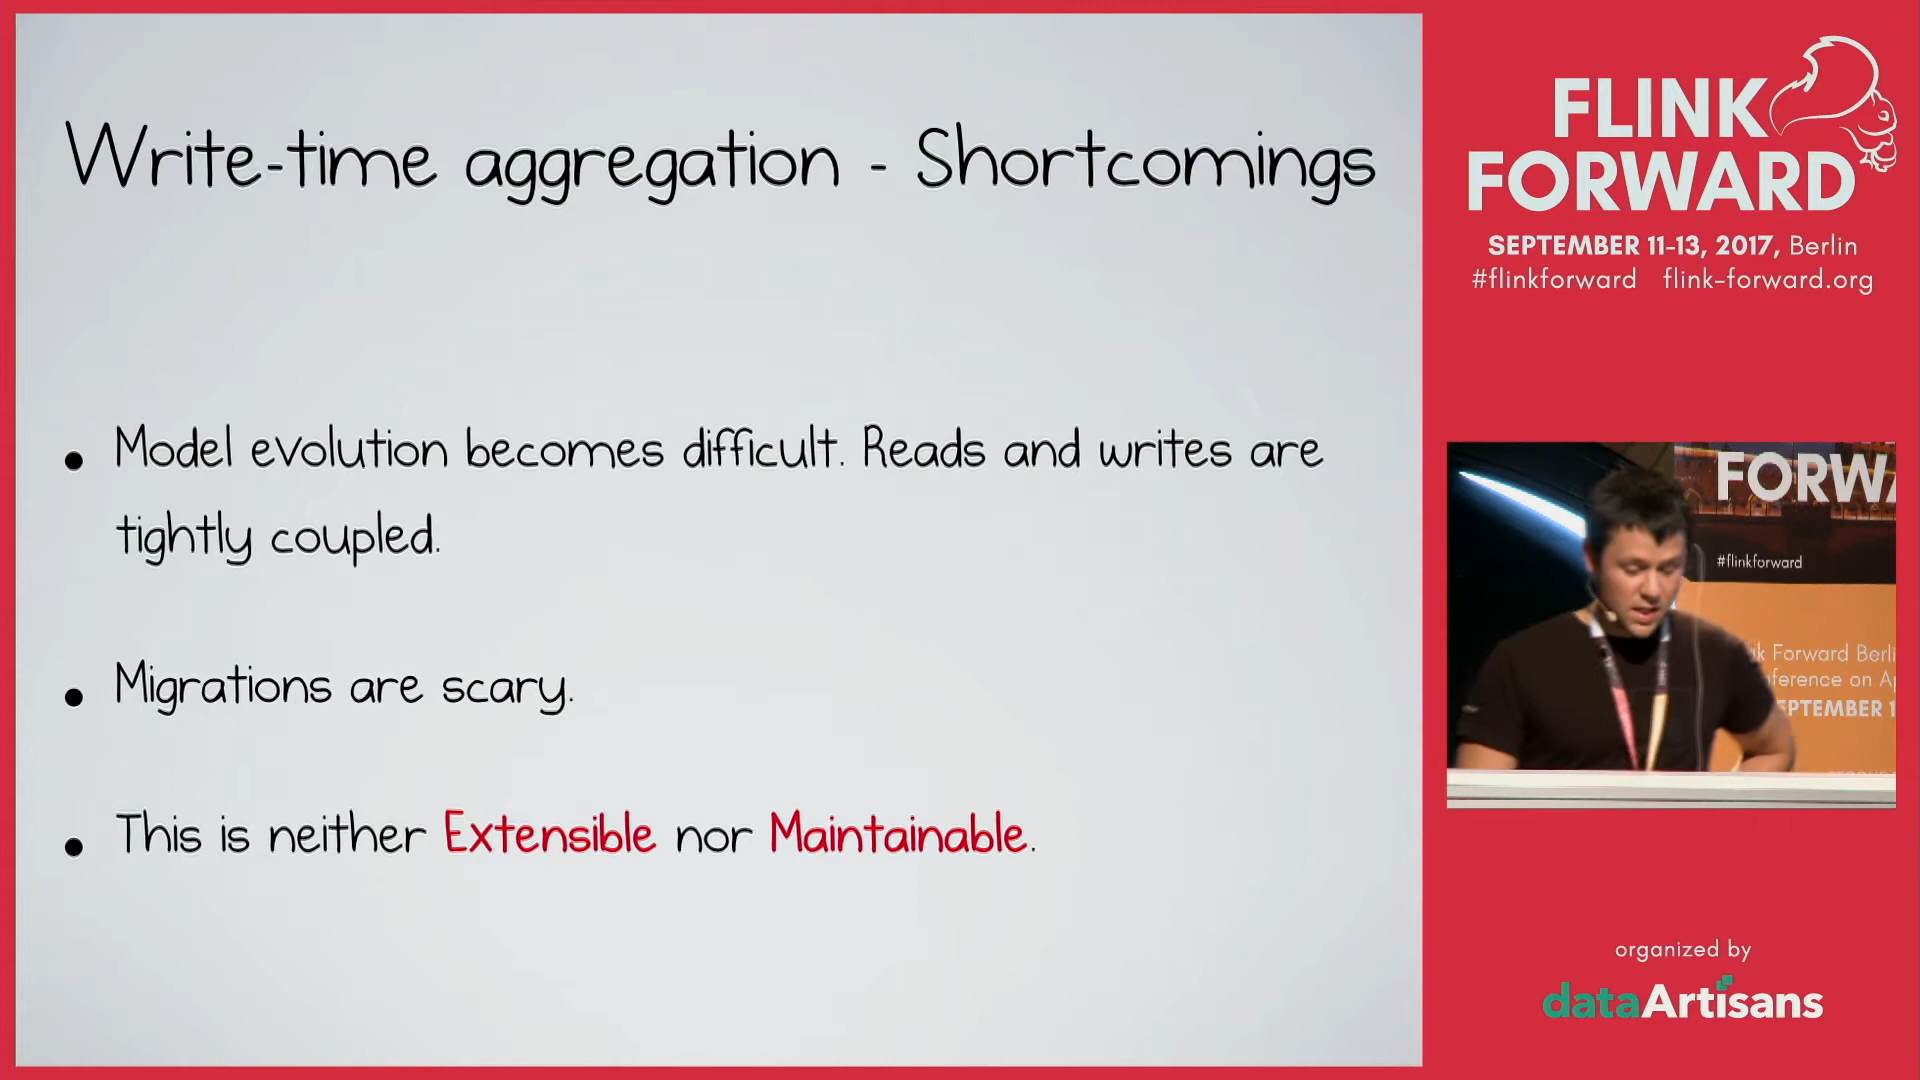 Write-time aggregation - Shortcomings
• Model evolution becomes difficult. Reads and writes are
tightly coupled.
• Migrations are scary.
• This is neither Extensible nor Maintainable.
FLINK
FORWARD
SEPTEMBER 11-13, 2017, Berlin
#flinkforward flink-forward.org
FORWA
#flinkforward
k Forward Berli
ference on Ap
EPTEMBER 1
organized by
dataArtisans